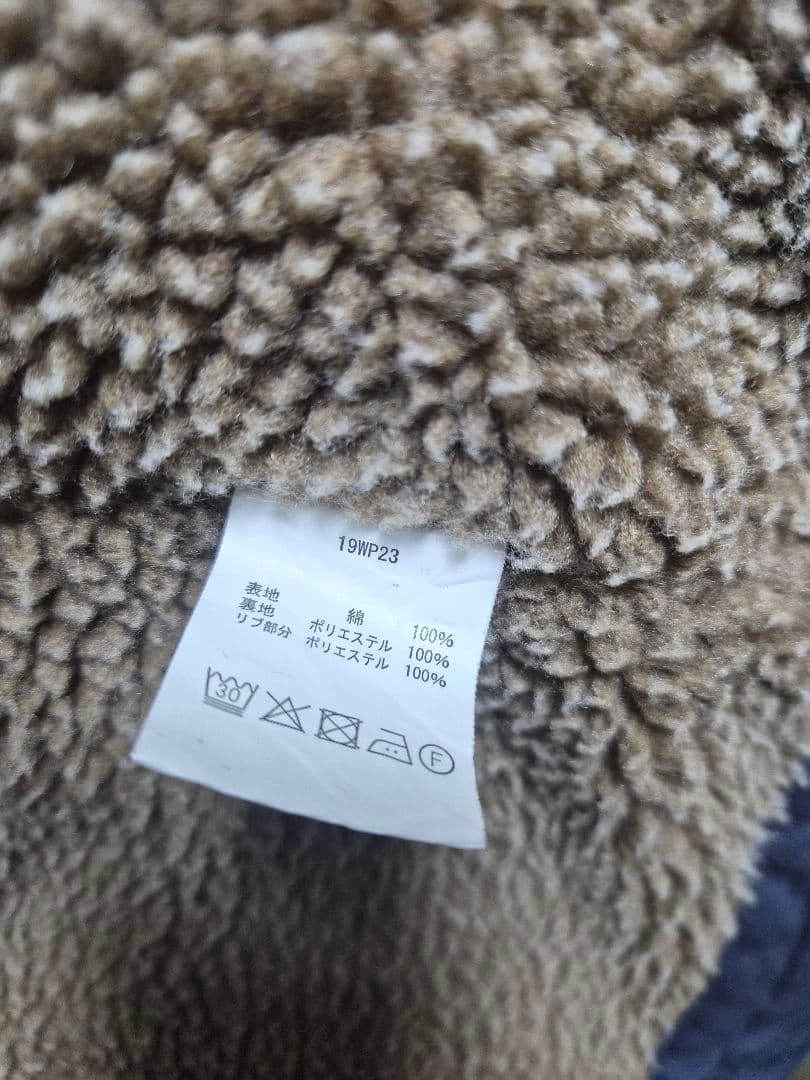 19WP23
表地 綿 100%
裏地 ポリエステル 100%
リブ部分 ポリエステル 100%
30 F